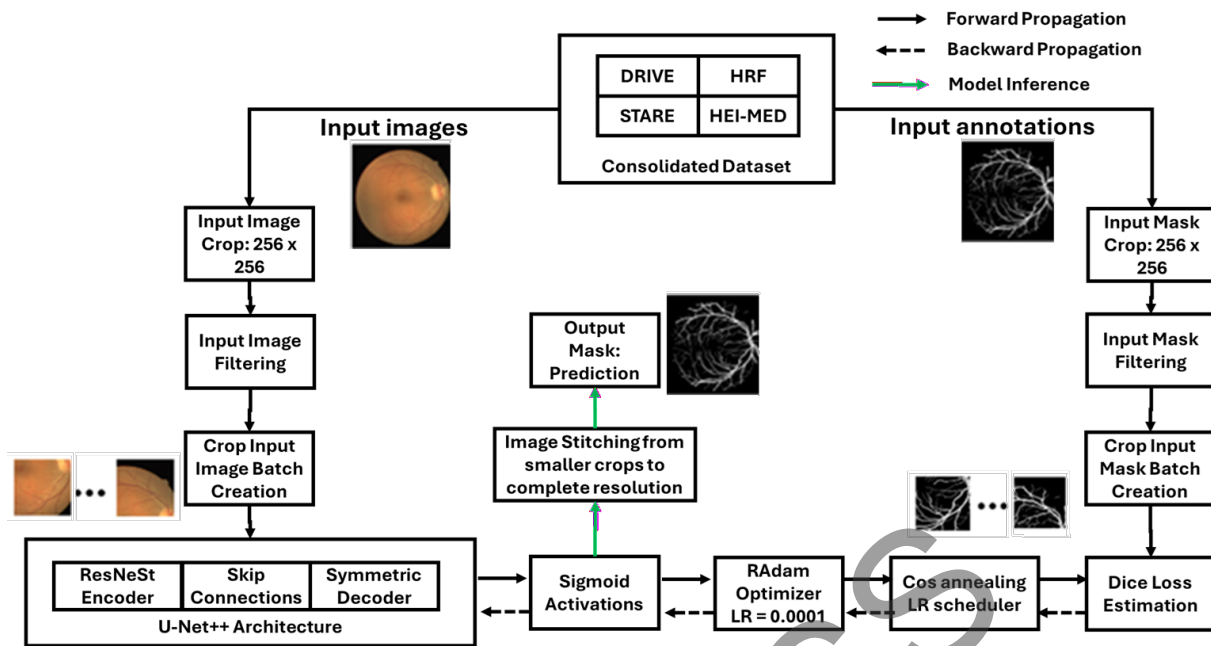 Forward Propagation
Backward Propagation
Model Inference
DRIVE
HRF
STARE
HEI-MED
Consolidated Dataset
Input images
Input annotations
Input Image
Crop: 256 x
256
Input Image
Filtering
Crop Input
Image Batch
Creation
ResNeSt
Encoder
Skip
Connections
Symmetric
Decoder
U-Net++ Architecture
Output
Mask:
Prediction
Image Stitching from
smaller crops to
complete resolution
Sigmoid
Activations
RAdam
Optimizer
LR = 0.0001
Cos annealing
LR scheduler
Input Mask
Crop: 256 x
256
Input Mask
Filtering
Crop Input
Mask Batch
Creation
Dice Loss
Estimation